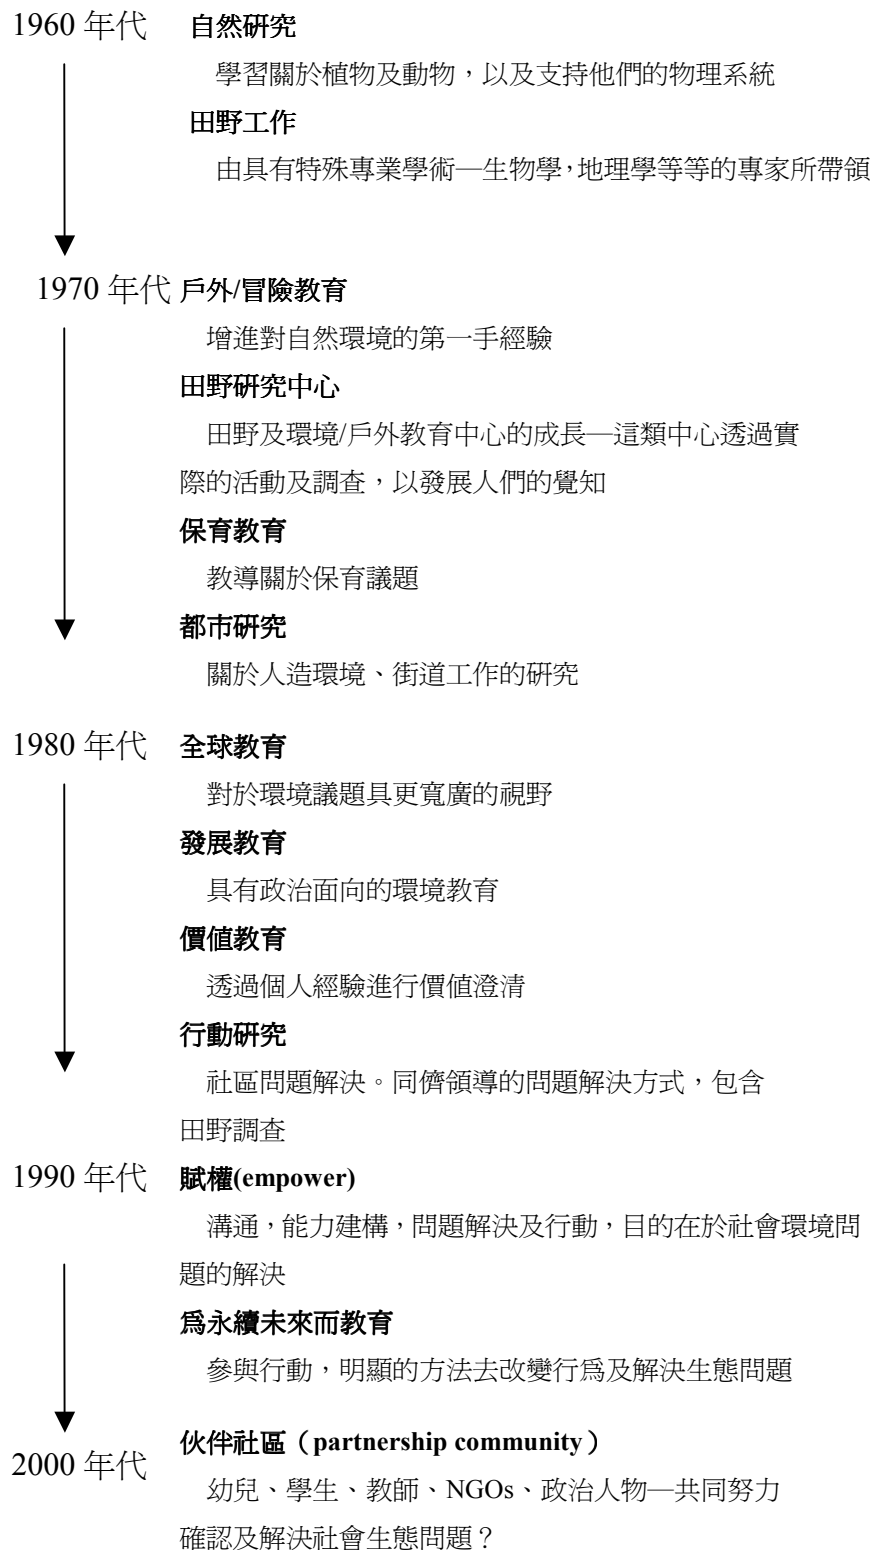 1960 年代 自然研究
學習關於植物及動物，以及支持他們的物理系統
田野工作
由具有特殊專業學術—生物學，地理學等等的專家所帶領
1970 年代 戶外/冒險教育
增進對自然環境的第一手經驗
田野研究中心
田野及環境/戶外教育中心的成長—這類中心透過實
際的活動及調查，以發展人們的覺知
保育教育
教導關於保育議題
都市研究
關於人造環境、街道工作的研究
1980 年代 全球教育
對於環境議題具更寬廣的視野
發展教育
具有政治面向的環境教育
價值教育
透過個人經驗進行價值澄清
行動研究
社區問題解決。同儕領導的問題解決方式，包含
田野調查
1990 年代 賦權(empower)
溝通，能力建構，問題解決及行動，目的在於社會環境問
題的解決
爲永續未來而教育
參與行動，明顯的方法去改變行爲及解決生態問題
2000 年代 伙伴社區（partnership community）
幼兒、學生、教師、NGOs、政治人物—共同努力
確認及解決社會生態問題？